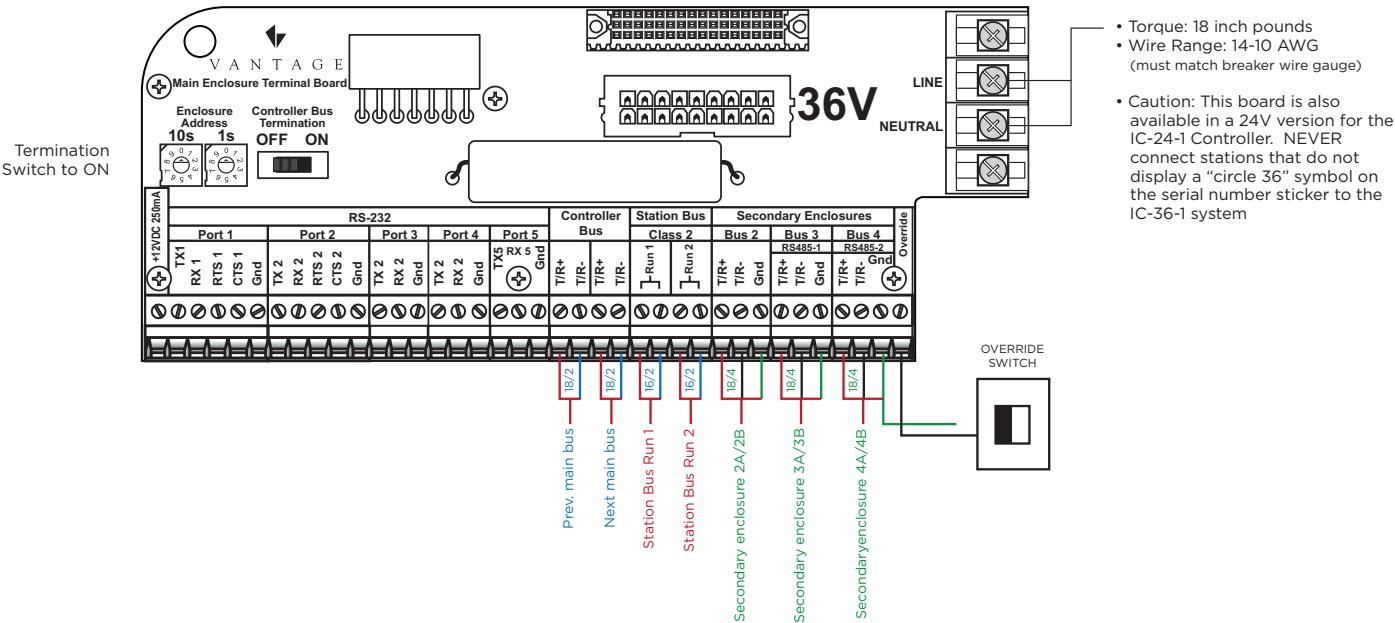 VANTAGE
Main Enclosure Terminal Board
Enclosure
Address
10s 1s
Controller Bus
Termination
OFF ON
Termination
Switch to ON
36V
LINE
NEUTRAL
• Torque: 18 inch pounds
• Wire Range: 14-10 AWG
(must match breaker wire gauge)
• Caution: This board is also
available in a 24V version for the
IC-24-1 Controller. NEVER
connect stations that do not
display a “circle 36” symbol on
the serial number sticker to the
IC-36-1 system
+12VDC 250mA
RS-232
Port 1
TX1
RX 1
RTS 1
CTS 1
Gnd
Port 2
TX 2
RX 2
RTS 2
CTS 2
Gnd
Port 3
TX 2
RX 2
Gnd
Port 4
TX 2
RX 2
Gnd
Port 5
TX5
RX 5
Gnd
Controller
Bus
T/R+
T/R-
T/R+
T/R-
Station Bus
Class 2
Run 1
Run 2
Secondary Enclosures
Bus 2
T/R+
T/R-
Gnd
Bus 3
RS485-1
T/R+
T/R-
Gnd
Bus 4
RS485-2
T/R+
T/R-
Gnd
Override
18/2
18/2
16/2
16/2
18/4
18/4
18/4
Prev. main bus
Next main bus
Station Bus Run 1
Station Bus Run 2
Secondary enclosure 2A/2B
Secondary enclosure 3A/3B
Secondaryenclosure 4A/4B
OVERRIDE
SWITCH